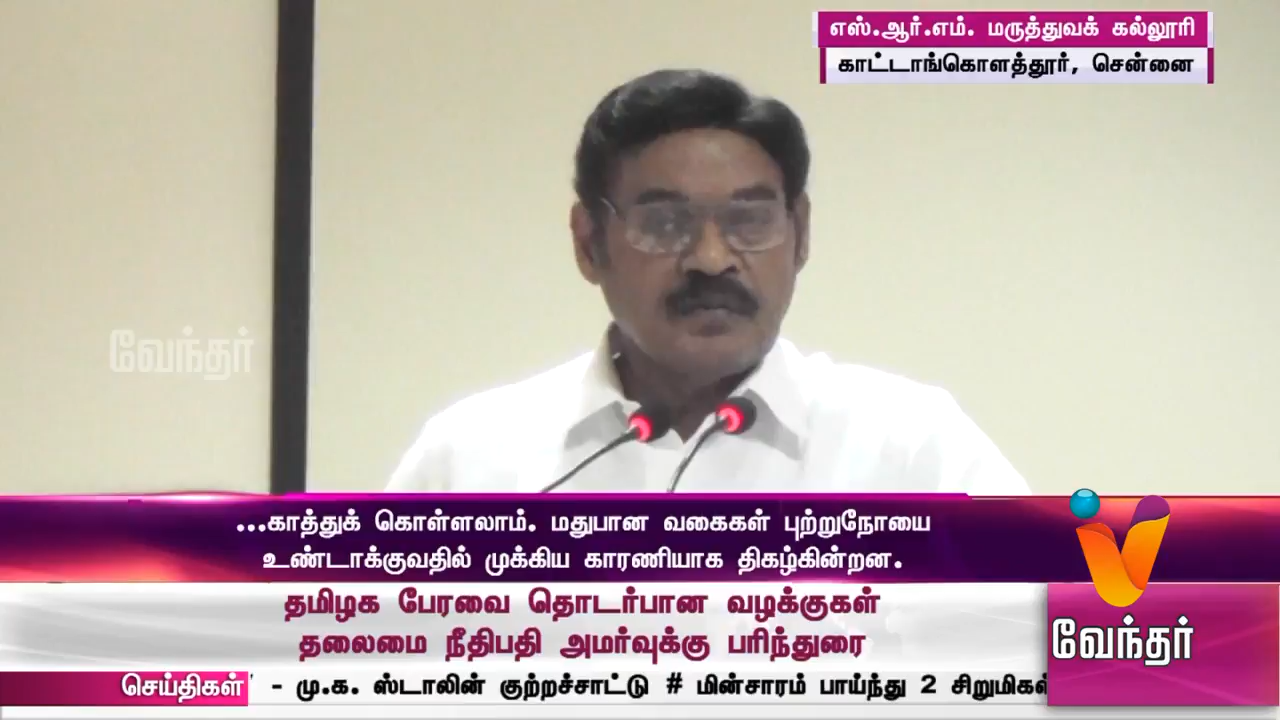 எஸ்.ஆர்.எம். மருத்துவக் கல்லூரி
காட்டாங்கொளத்தூர், சென்னை
வேந்தர்
...காத்துக் கொள்ளலாம். மதுபான வகைகள் புற்றுநோயை
உண்டாக்குவதில் முக்கிய காரணியாக திகழ்கின்றன.
தமிழக பேரவை தொடர்பான வழக்குகள்
தலைமை நீதிபதி அமர்வுக்கு பரிந்துரை
வேந்தர்
செய்திகள் ' - மு.க. ஸ்டாலின் குற்றச்சாட்டு # மின்சாரம் பாய்ந்து 2 சிறுமிகள்